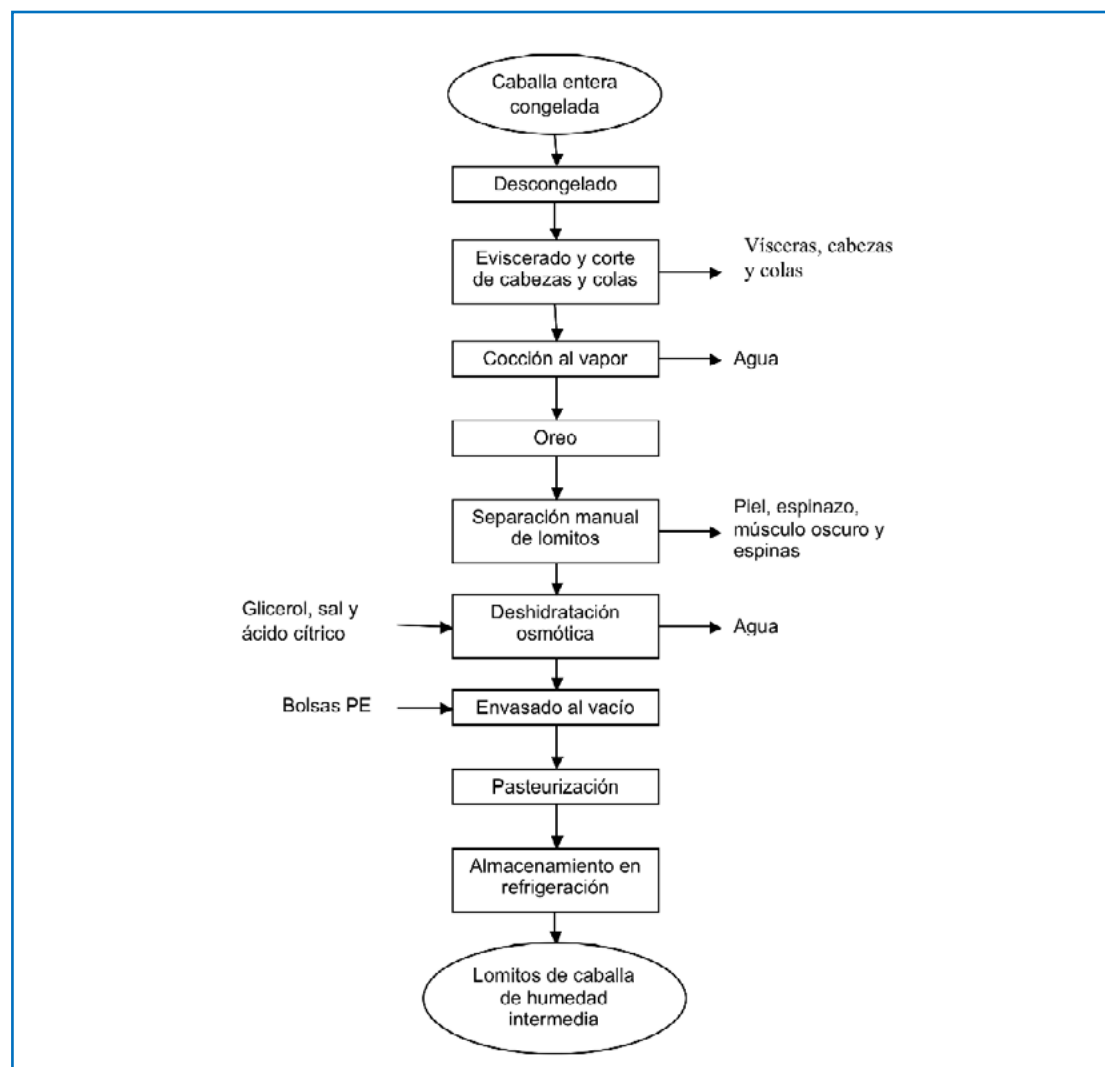 Caballa entera
congelada
Descongelado
Eviscerado y corte
de cabezas y colas
Vísceras, cabezas
y colas
Cocción al vapor
Agua
Oreo
Separación manual
de lomitos
Piel, espinazo,
músculo oscuro y
espinas
Glicerol, sal y
ácido cítrico
Deshidratación
osmótica
Agua
Bolsas PE
Envasado al vacío
Pasteurización
Almacenamiento en
refrigeración
Lomitos de caballa
de humedad
intermedia